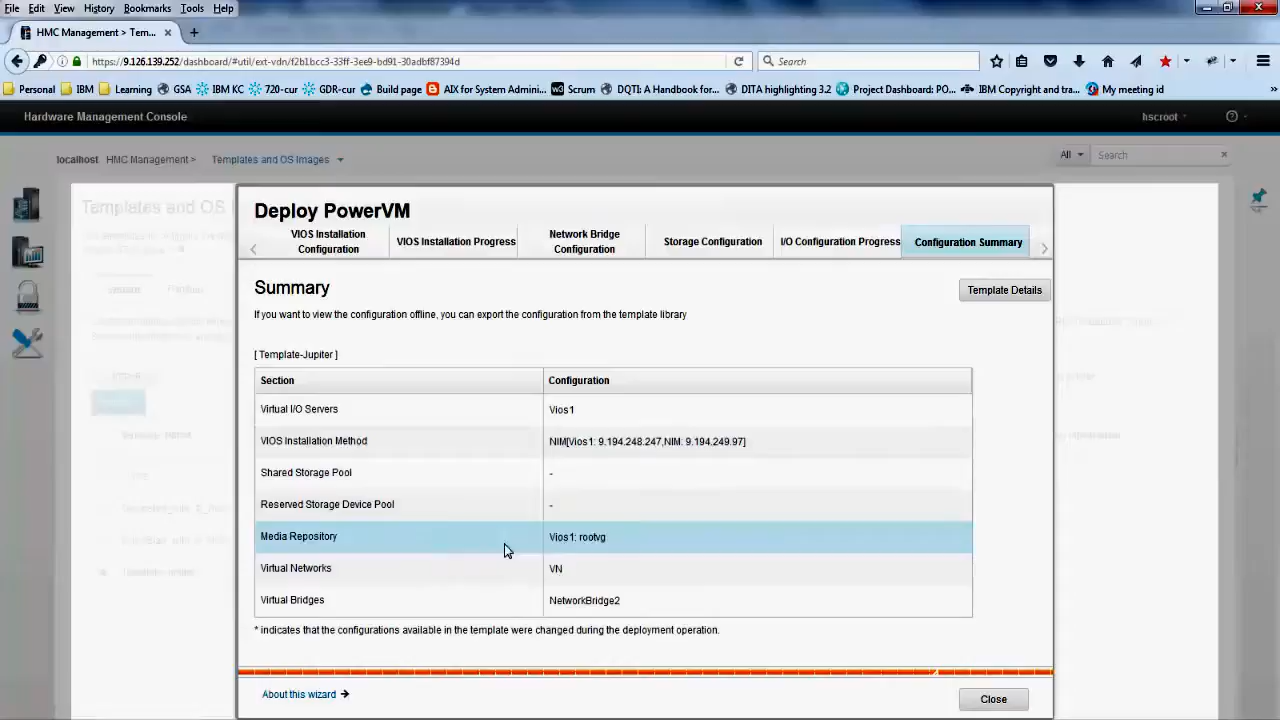 File Edit View History Bookmarks Tools Help
HMC Management > Temp... × +
https://9.126.139.252/dashboard/#util/ext-vdn/f2b1bcc3-33ff-3ee9-bd91-30adbf87394d Search
Personal IBM Learning GSA IBM KC 720-cur GDR-cur Build page AIX for System Admini... Scrum DQTI: A Handbook for... DITA highlighting 3.2 Project Dashboard: PO... IBM Copyright and tra... My meeting id
Hardware Management Console hscroot
localhost HMC Management > Templates and OS Images All Search
Templates and OS I
Deploy PowerVM
VIOS Installation Configuration
VIOS Installation Progress
Network Bridge Configuration
Storage Configuration
I/O Configuration Progress
Configuration Summary
Summary
Template Details
If you want to view the configuration offline, you can export the configuration from the template library
[ Template-Jupiter ]
Section Configuration
Virtual I/O Servers Vios1
VIOS Installation Method NIM[Vios1: 9.194.248.247,NIM: 9.194.249.97]
Shared Storage Pool -
Reserved Storage Device Pool -
Media Repository Vios1: rootvg
Virtual Networks VN
Virtual Bridges NetworkBridge2
* indicates that the configurations available in the template were changed during the deployment operation.
About this wizard
Close